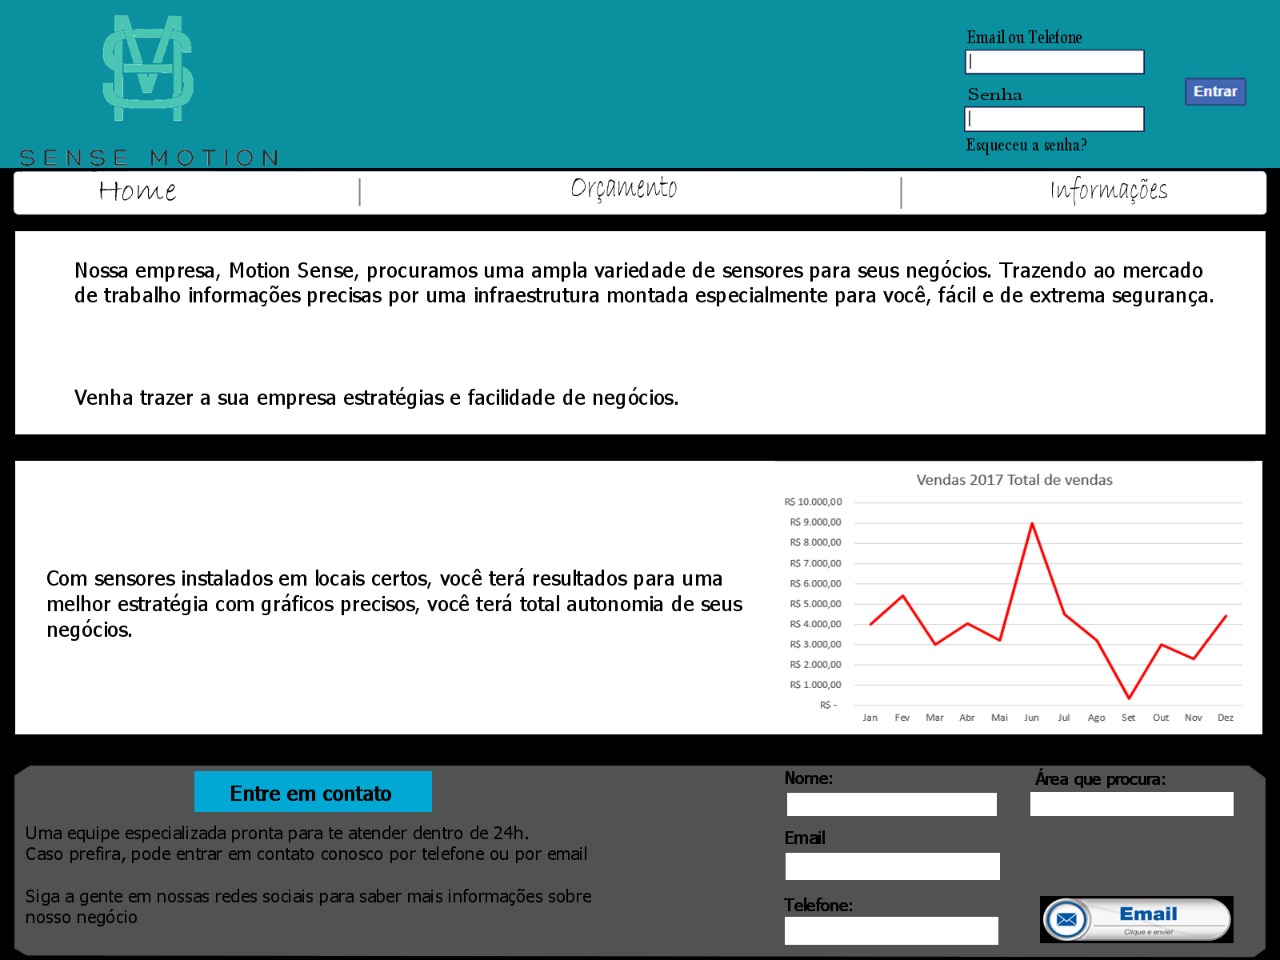 SENSE MOTION
Email ou Telefone
Senha
Esqueceu a senha?
Entrar
Home
Orçamento
Informações
Nossa empresa, Motion Sense, procuramos uma ampla variedade de sensores para seus negócios. Trazendo ao mercado
de trabalho informações precisas por uma infraestrutura montada especialmente para você, fácil e de extrema segurança.
Venha trazer a sua empresa estratégias e facilidade de negócios.
Com sensores instalados em locais certos, você terá resultados para uma
melhor estratégia com gráficos precisos, você terá total autonomia de seus
negócios.
Vendas 2017 Total de vendas
R$ 10.000,00
R$ 9.000,00
R$ 8.000,00
R$ 7.000,00
R$ 6.000,00
R$ 5.000,00
R$ 4.000,00
R$ 3.000,00
R$ 2.000,00
R$ 1.000,00
R$ -
Jan Fev Mar Abr Mai Jun Jul Ago Set Out Nov Dez
Entre em contato
Uma equipe especializada pronta para te atender dentro de 24h.
Caso prefira, pode entrar em contato conosco por telefone ou por email
Siga a gente em nossas redes sociais para saber mais informações sobre
nosso negócio
Nome:
Área que procura:
Email
Telefone:
Email
Clique e envie!